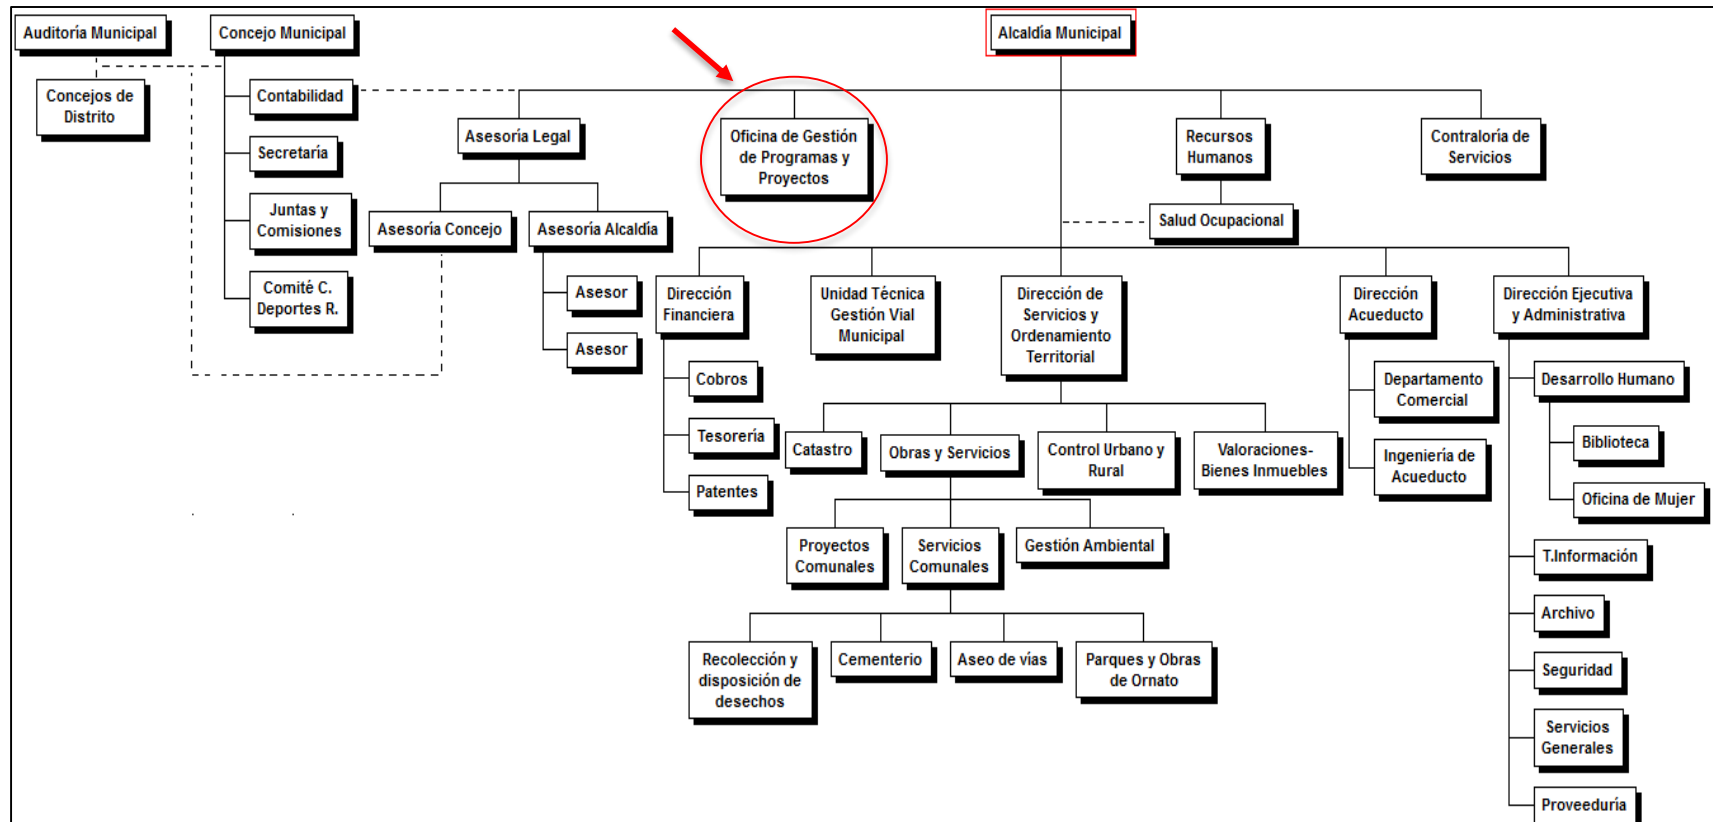 Auditoría Municipal
Concejo Municipal
Alcaldía Municipal
Concejos de
Distrito
Contabilidad
Secretaría
Juntas y
Comisiones
Comité C.
Deportes R.
Asesoría Legal
Oficina de Gestión
de Programas y
Proyectos
Recursos
Humanos
Contraloría de
Servicios
Asesoría Concejo
Asesoría Alcaldía
Salud Ocupacional
Asesor
Asesor
Dirección
Financiera
Unidad Técnica
Gestión Vial
Municipal
Dirección de
Servicios y
Ordenamiento
Territorial
Dirección
Acueducto
Dirección Ejecutiva
y Administrativa
Cobros
Tesorería
Patentes
Catastro
Obras y Servicios
Control Urbano y
Rural
Valoraciones-
Bienes Inmuebles
Departamento
Comercial
Ingeniería de
Acueducto
Desarrollo Humano
Biblioteca
Oficina de Mujer
Proyectos
Comunales
Servicios
Comunales
Gestión Ambiental
T.Información
Archivo
Seguridad
Servicios
Generales
Proveeduría
Recolección y
disposición de
desechos
Cementerio
Aseo de vías
Parques y Obras
de Ornato